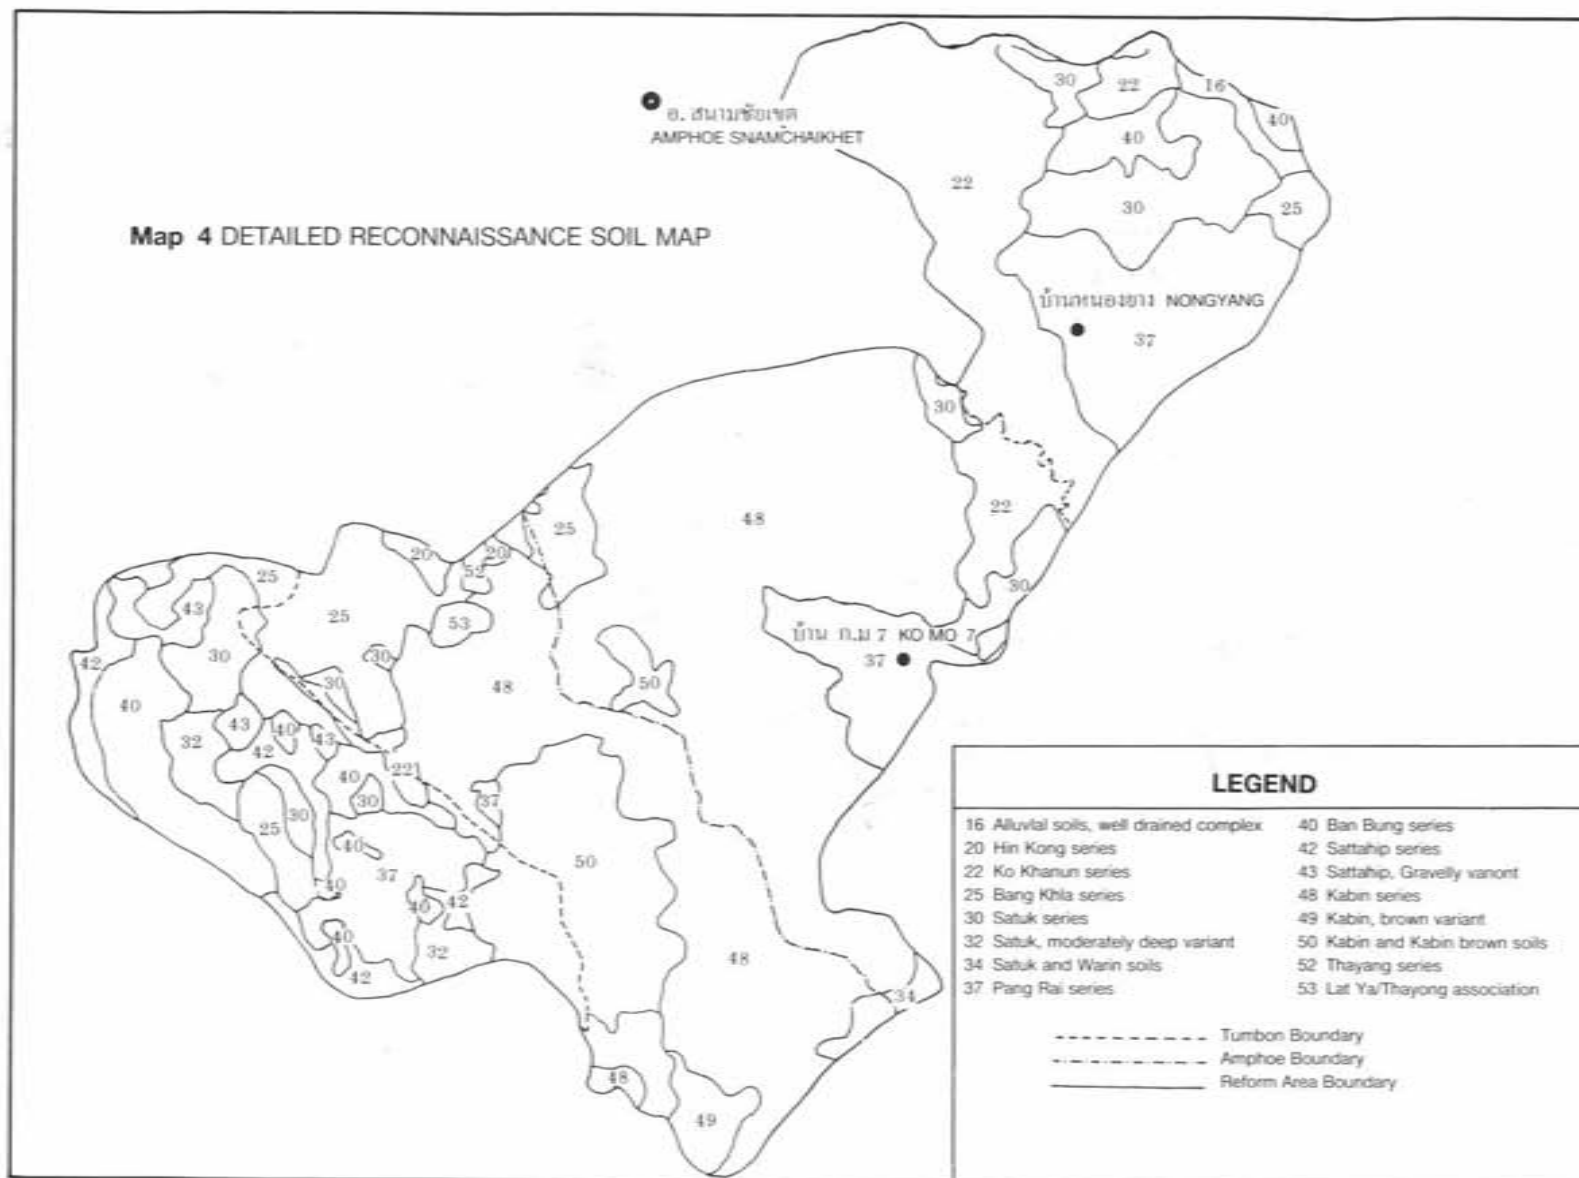 อ. สนามชัยเขต
AMPHOE SNAMCHAIKHET
Map 4 DETAILED RECONNAISSANCE SOIL MAP
30
22
16
40
40
22
30
25
บ้านหนองยาง NONGYANG
37
30
48
22
25
20
20
52
25
43
25
53
30
บ้าน ก.ม 7 KO MO 7
37
42
30
30
30
48
50
40
32
43
40
43
42
22
40
30
37
25
30
40
50
37
40
42
40
40
32
42
48
34
48
49
LEGEND
16 Alluvial soils, well drained complex
20 Hin Kong series
22 Ko Khanun series
25 Bang Khla series
30 Satuk series
32 Satuk, moderately deep variant
34 Satuk and Warin soils
37 Pang Rai series
40 Ban Bung series
42 Sattahip series
43 Sattahip, Gravelly vanont
48 Kabin series
49 Kabin, brown variant
50 Kabin and Kabin brown soils
52 Thayang series
53 Lat Ya/Thayong association
Tumbon Boundary
Amphoe Boundary
Reform Area Boundary